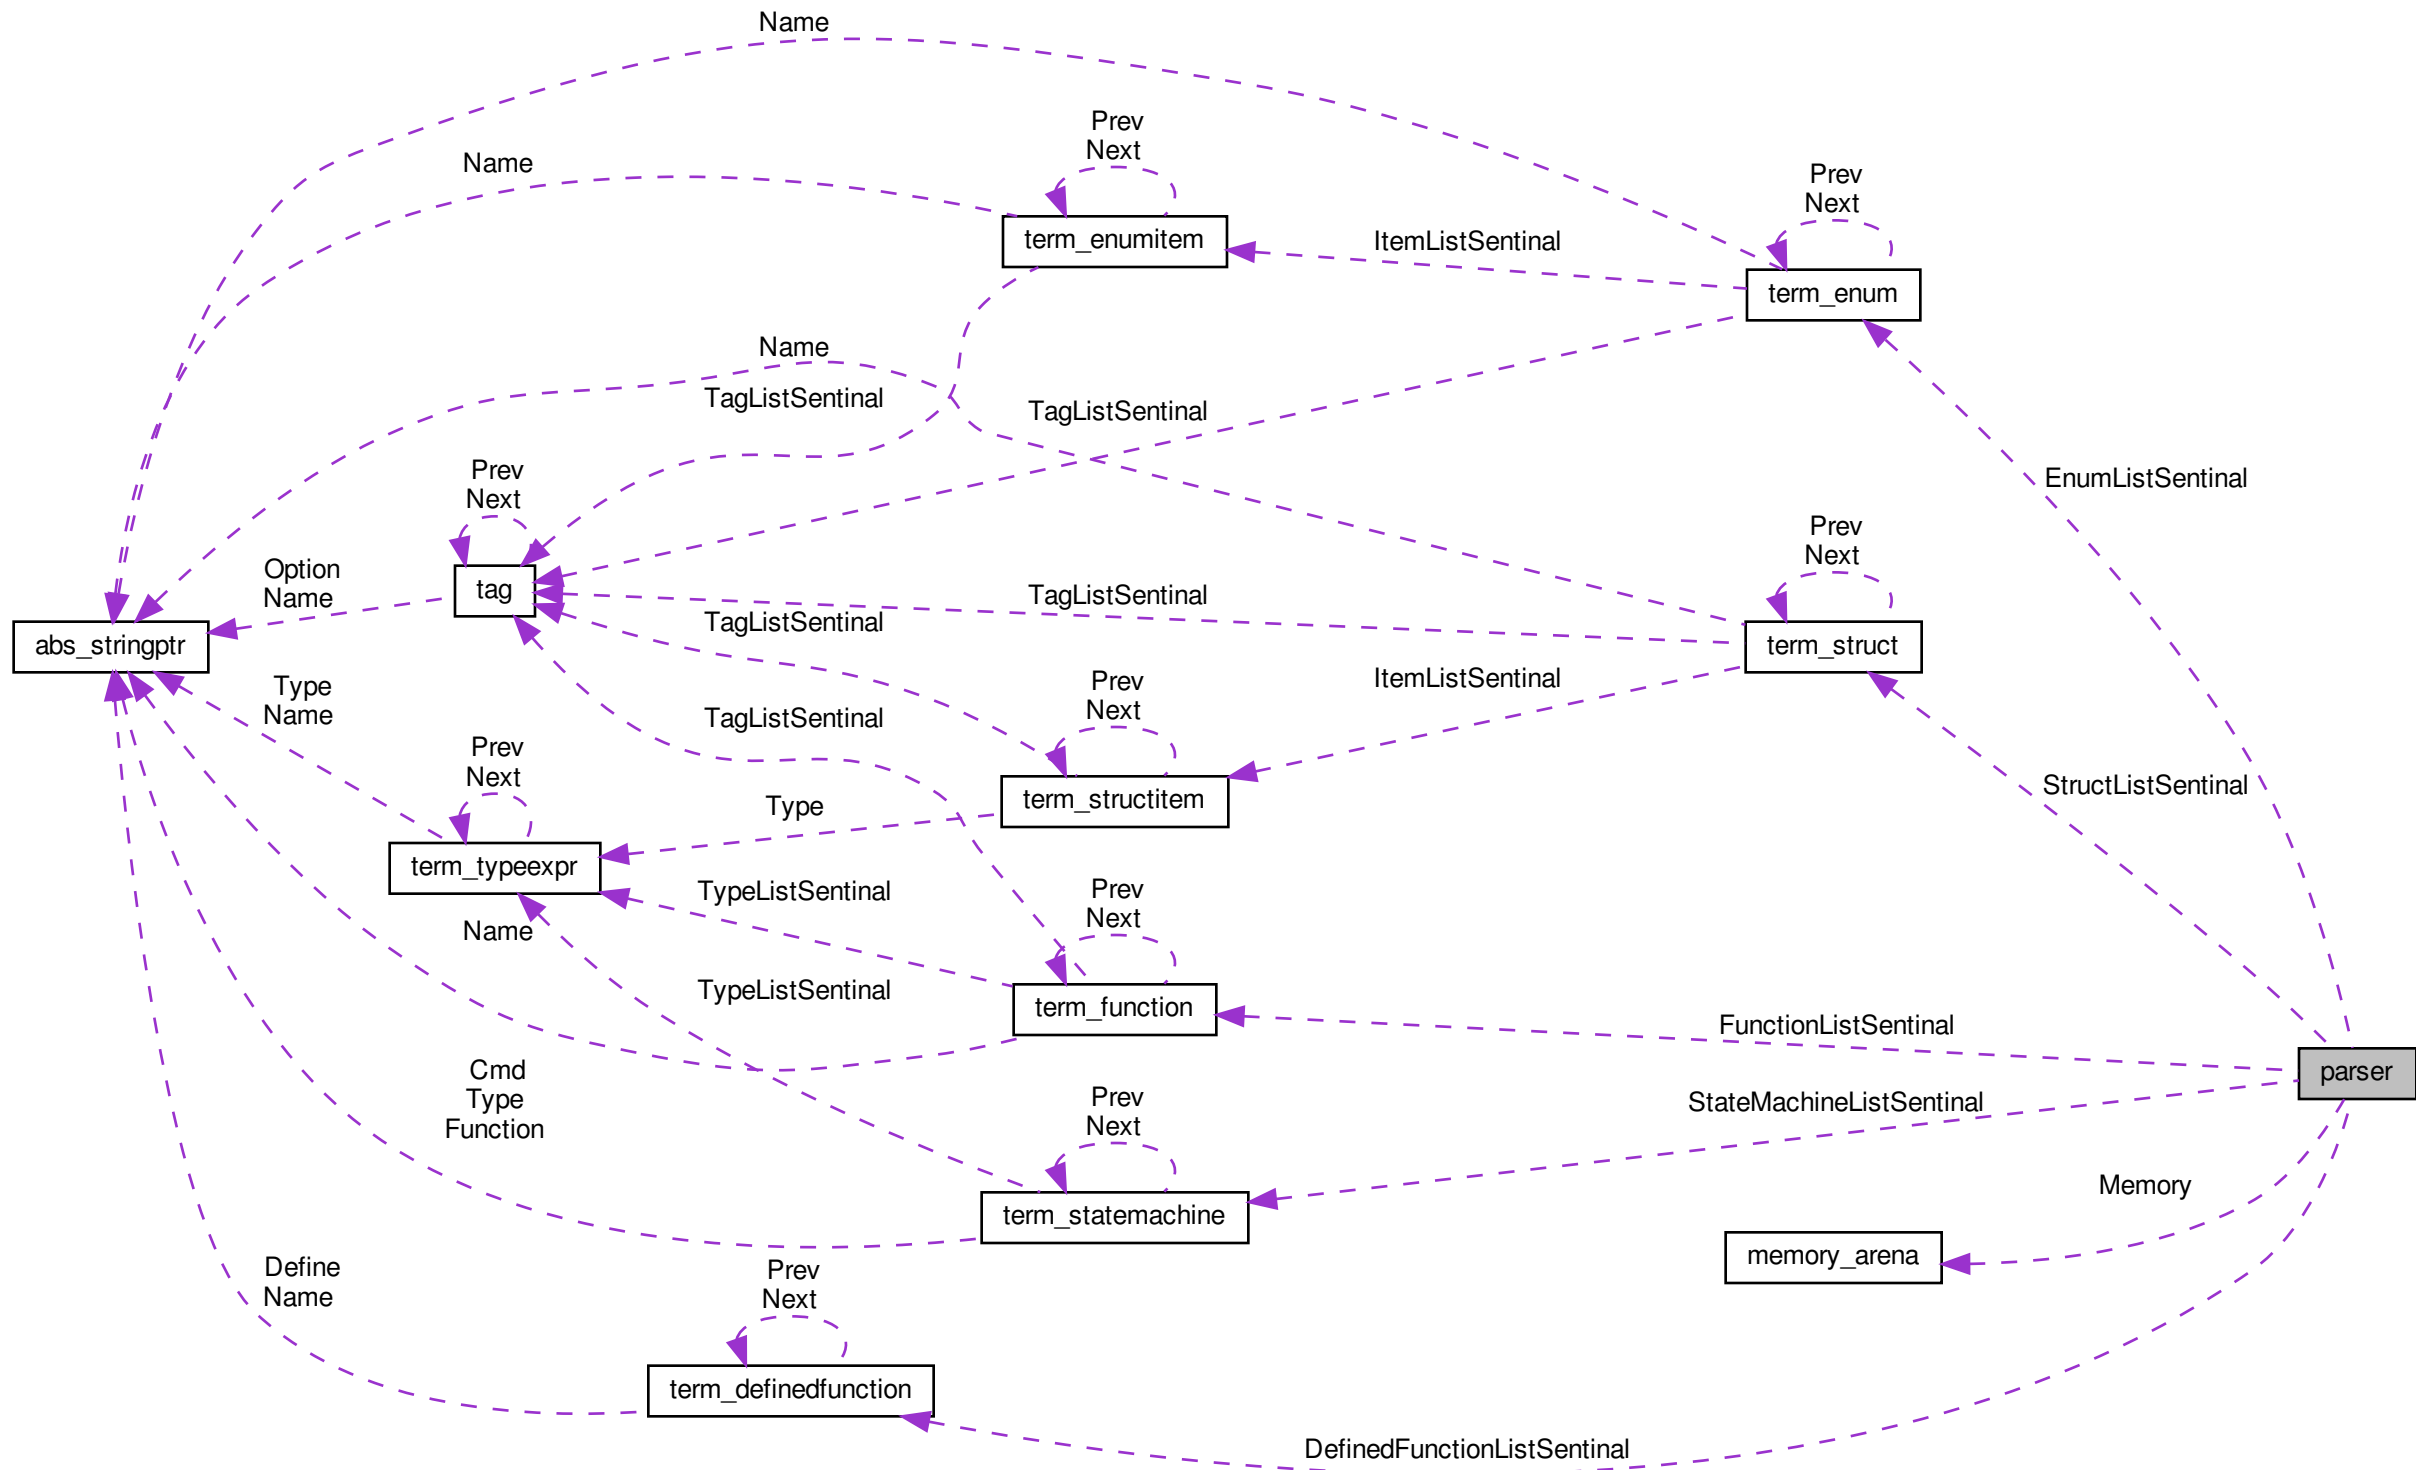 Name
Prev
Next
Name
Prev
Next
term_enumitem
ItemListSentinal
term_enum
Name
TagListSentinal
TagListSentinal
Prev
Next
EnumListSentinal
Prev
Next
Option
Name
tag
TagListSentinal
TagListSentinal
abs_stringptr
term_struct
Type
Name
Prev
Next
ItemListSentinal
TagListSentinal
Prev
Next
StructListSentinal
Type
term_structitem
term_typeexpr
TypeListSentinal
Prev
Next
Name
TypeListSentinal
term_function
FunctionListSentinal
parser
Cmd
Type
Function
Prev
Next
StateMachineListSentinal
Memory
term_statemachine
memory_arena
Define
Name
Prev
Next
term_definedfunction
DefinedFunctionListSentinal